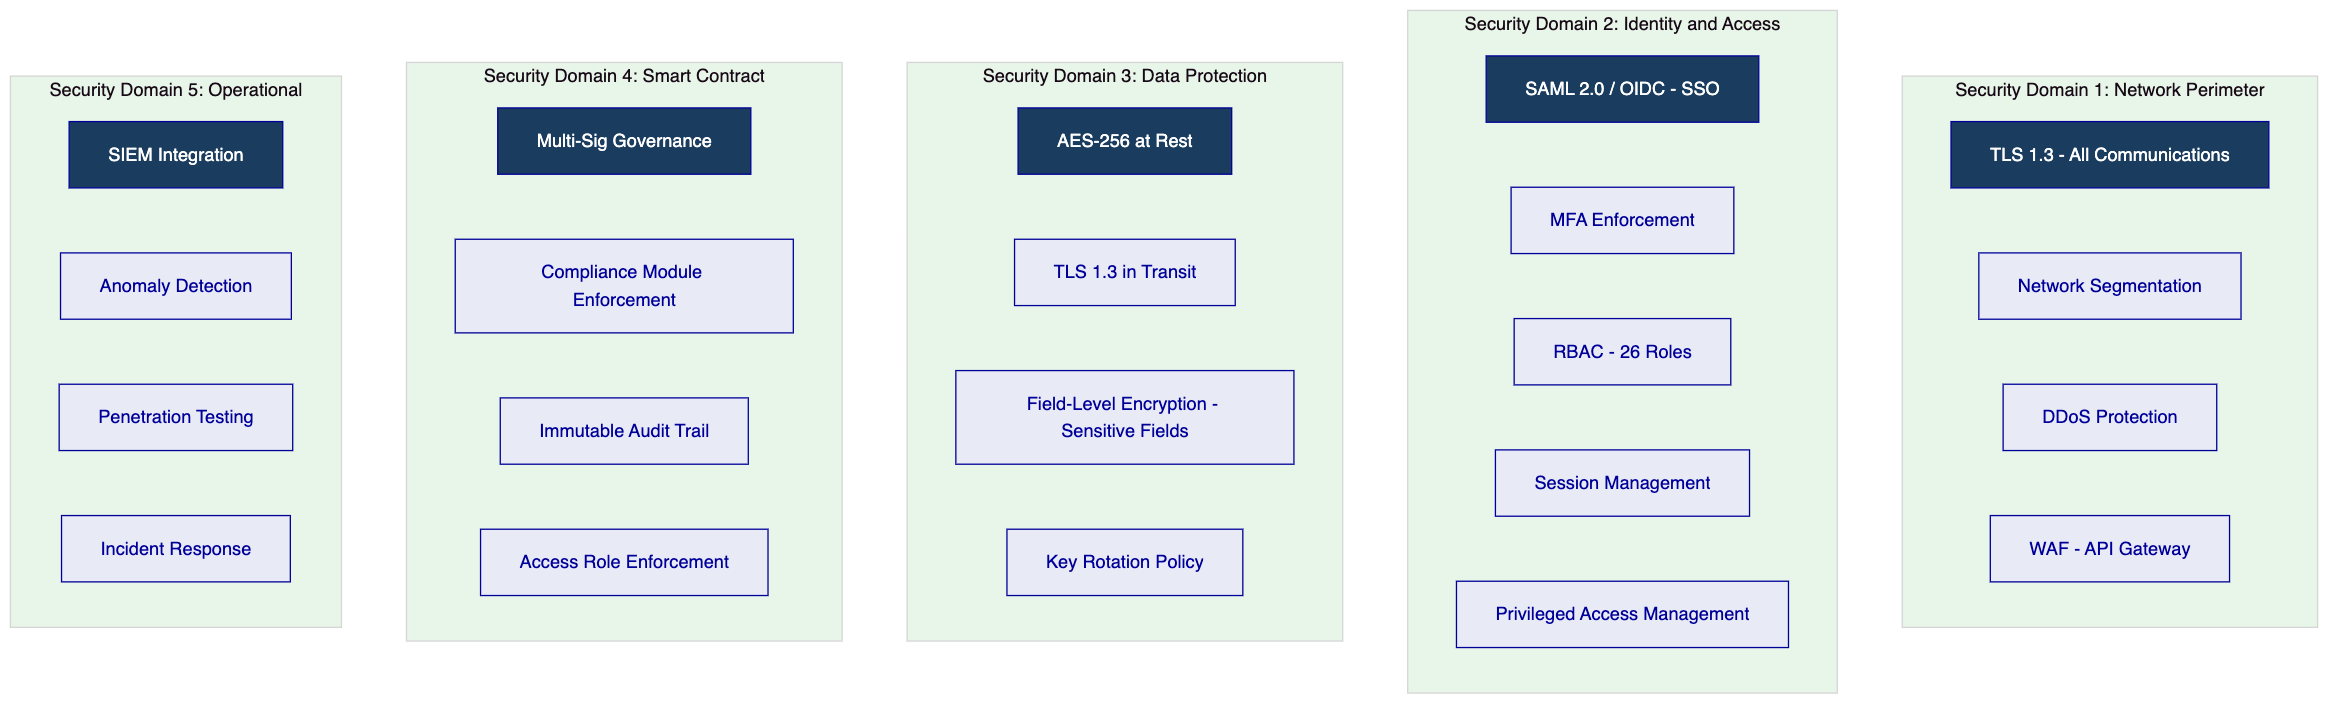 Security Domain 5: Operational
SIEM Integration
Anomaly Detection
Penetration Testing
Incident Response
Security Domain 4: Smart Contract
Multi-Sig Governance
Compliance Module
Enforcement
Immutable Audit Trail
Access Role Enforcement
Security Domain 3: Data Protection
AES-256 at Rest
TLS 1.3 in Transit
Field-Level Encryption -
Sensitive Fields
Key Rotation Policy
Security Domain 2: Identity and Access
SAML 2.0 / OIDC - SSO
MFA Enforcement
RBAC - 26 Roles
Session Management
Privileged Access Management
Security Domain 1: Network Perimeter
TLS 1.3 - All Communications
Network Segmentation
DDoS Protection
WAF - API Gateway